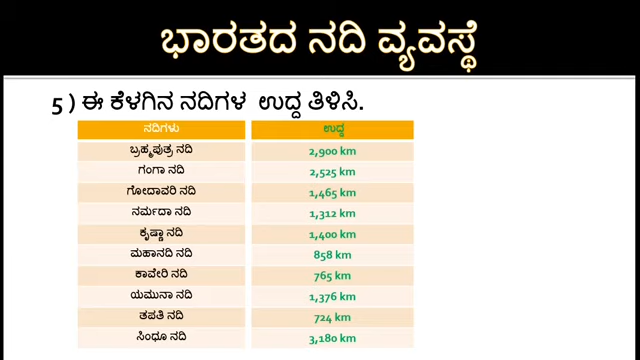 ಭಾರತದ ನದಿ ವ್ಯವಸ್ಥೆ
5 ) ಈ ಕೆಳಗಿನ ನದಿಗಳ ಉದ್ದ ತಿಳಿಸಿ.
ನದಿಗಳು ಉದ್ದ
ಬ್ರಹ್ಮಪುತ್ರ ನದಿ 2,900 km
ಗಂಗಾ ನದಿ 2,525 km
ಗೋದಾವರಿ ನದಿ 1,465 km
ನರ್ಮದಾ ನದಿ 1,312 km
ಕೃಷ್ಣಾ ನದಿ 1,400 km
ಮಹಾನದಿ ನದಿ 858 km
ಕಾವೇರಿ ನದಿ 765 km
ಯಮುನಾ ನದಿ 1,376 km
ತಪತಿ ನದಿ 724 km
ಸಿಂಧೂ ನದಿ 3,180 km